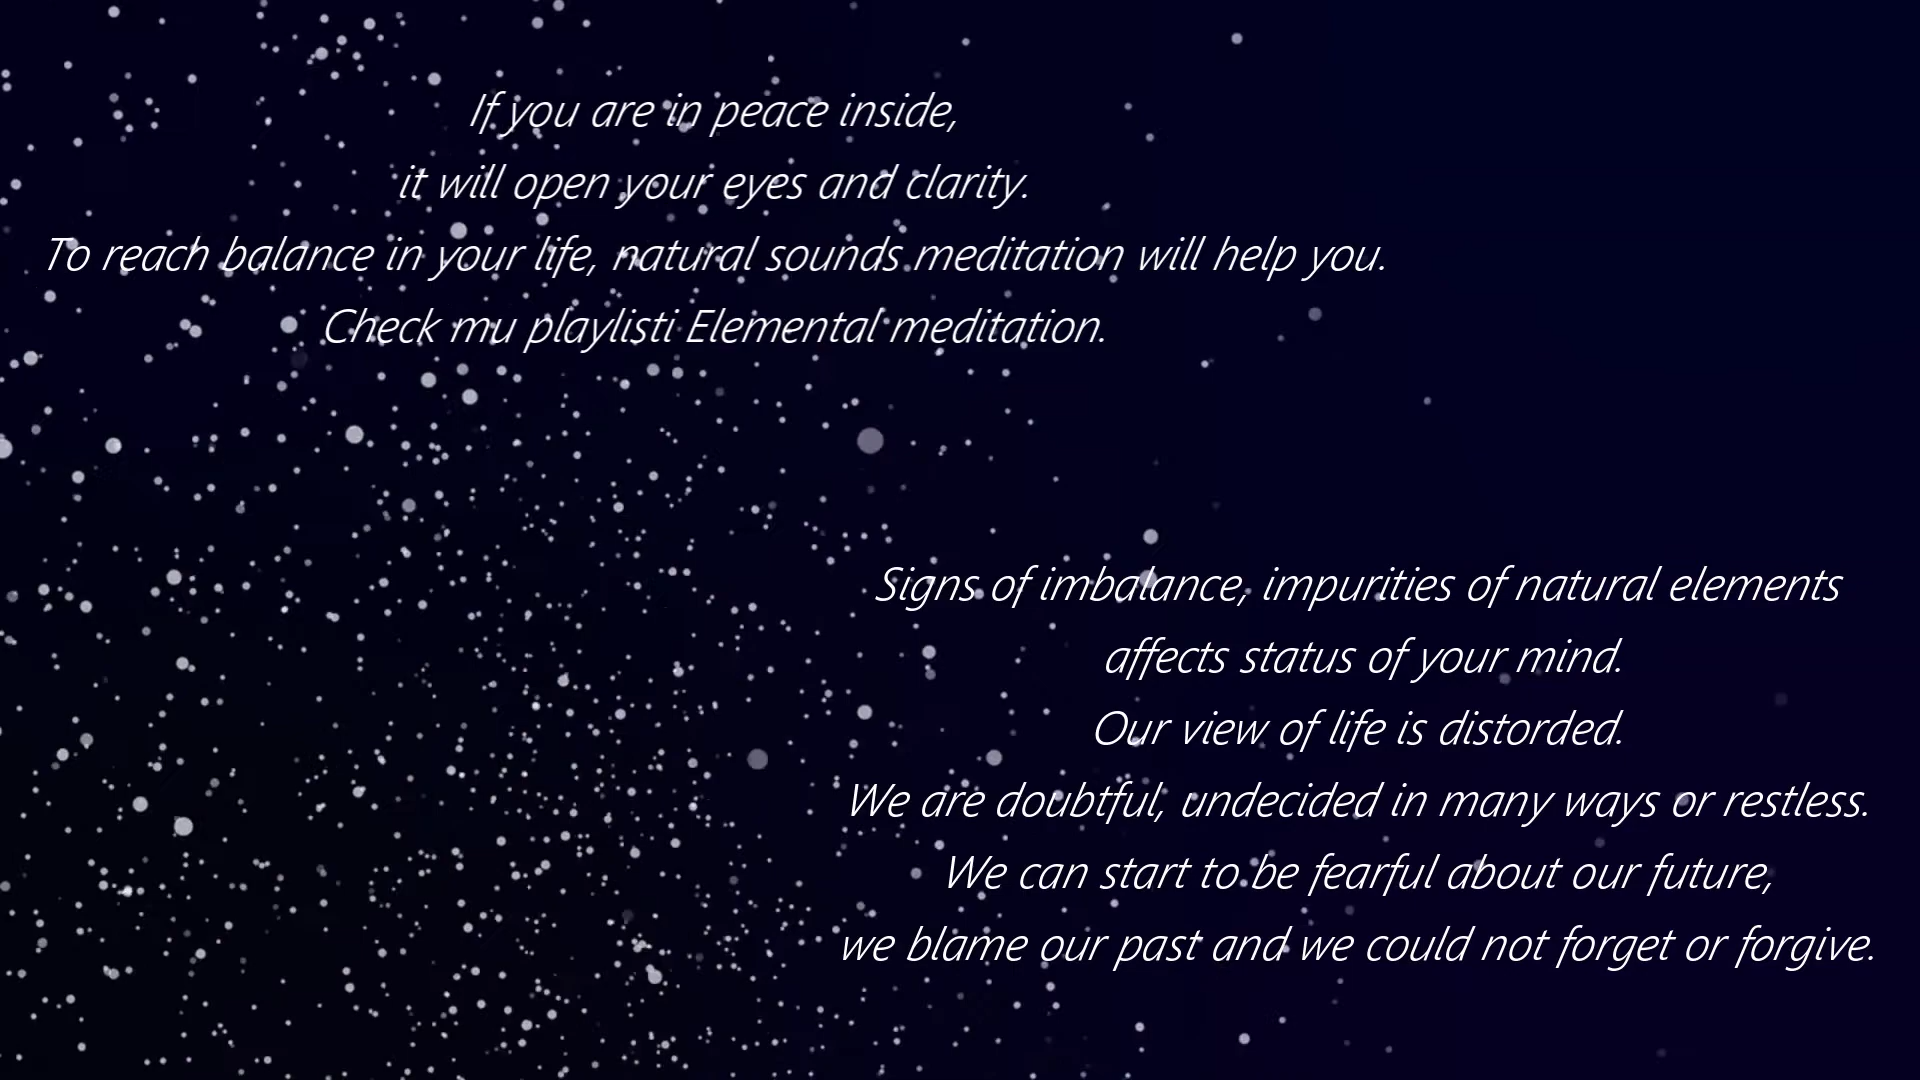 If you are in peace inside,
it will open your eyes and clarity.
To reach balance in your life, natural sounds meditation will help you.
Check mu playlisti Elemental meditation.
Signs of imbalance, impurities of natural elements
affects status of your mind.
Our view of life is distorded.
We are doubtful, undecided in many ways or restless.
We can start to be fearful about our future,
we blame our past and we could not forget or forgive.